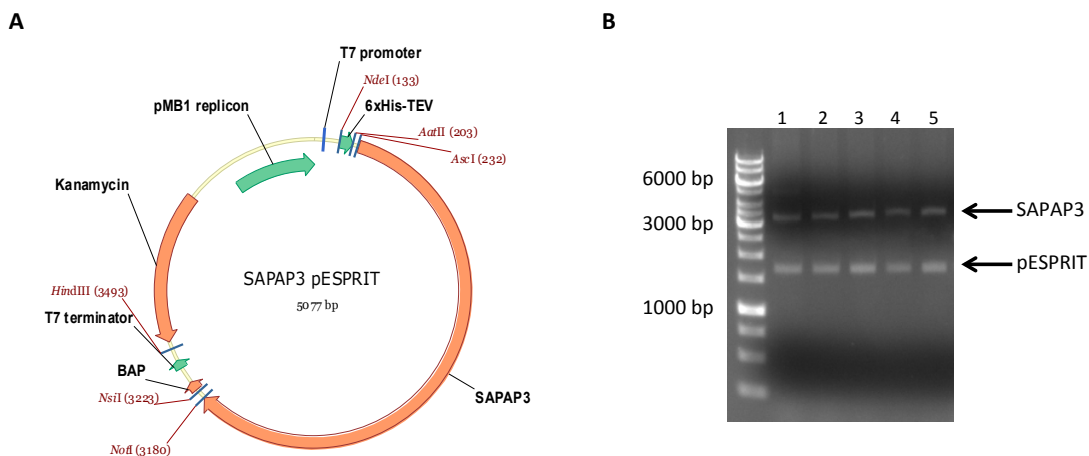 A
T7 promoter
NdeI (133)
pMB1 replicon
6xHis-TEV
AatII (203)
AscI (232)
Kanamycin
SAPAP3 pESPRIT
5077 bp
HindIII (3493)
T7 terminator
BAP
NsiI (3223)
SAPAP3
NotI (3180)
B
1 2 3 4 5
6000 bp
SAPAP3
3000 bp
pESPRIT
1000 bp